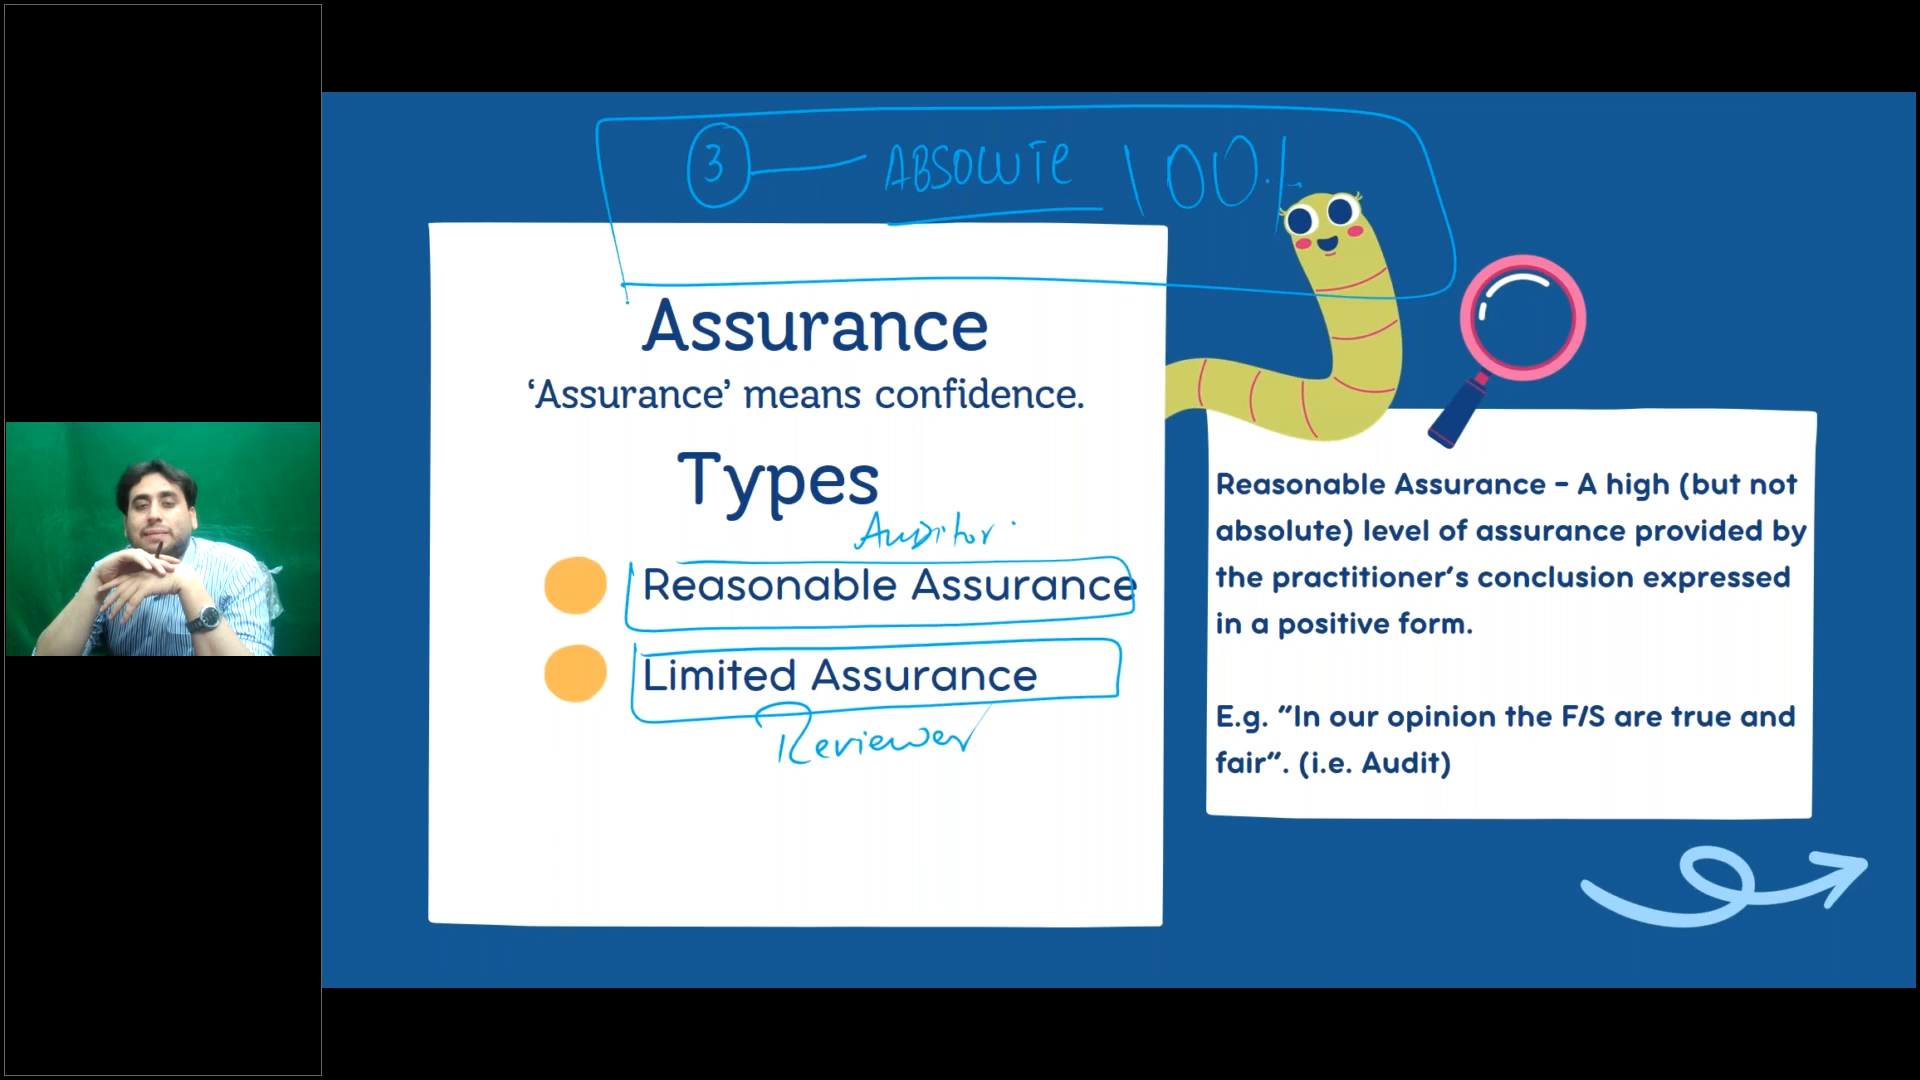 3 ABSOLUTE 100%
Assurance
‘Assurance’ means confidence.
Types
Auditor
Reasonable Assurance
Limited Assurance
Reviewer
Reasonable Assurance - A high (but not
absolute) level of assurance provided by
the practitioner’s conclusion expressed
in a positive form.
E.g. “In our opinion the F/S are true and
fair”. (i.e. Audit)